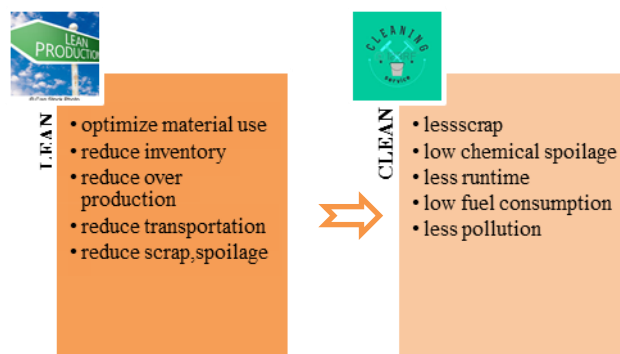 LEAN
PRODUCTION
LEAN
• optimize material use
• reduce inventory
• reduce over
production
• reduce transportation
• reduce scrap,spoilage
CLEANING
service
CLEAN
• lessscrap
• low chemical spoilage
• less runtime
• low fuel consumption
• less pollution